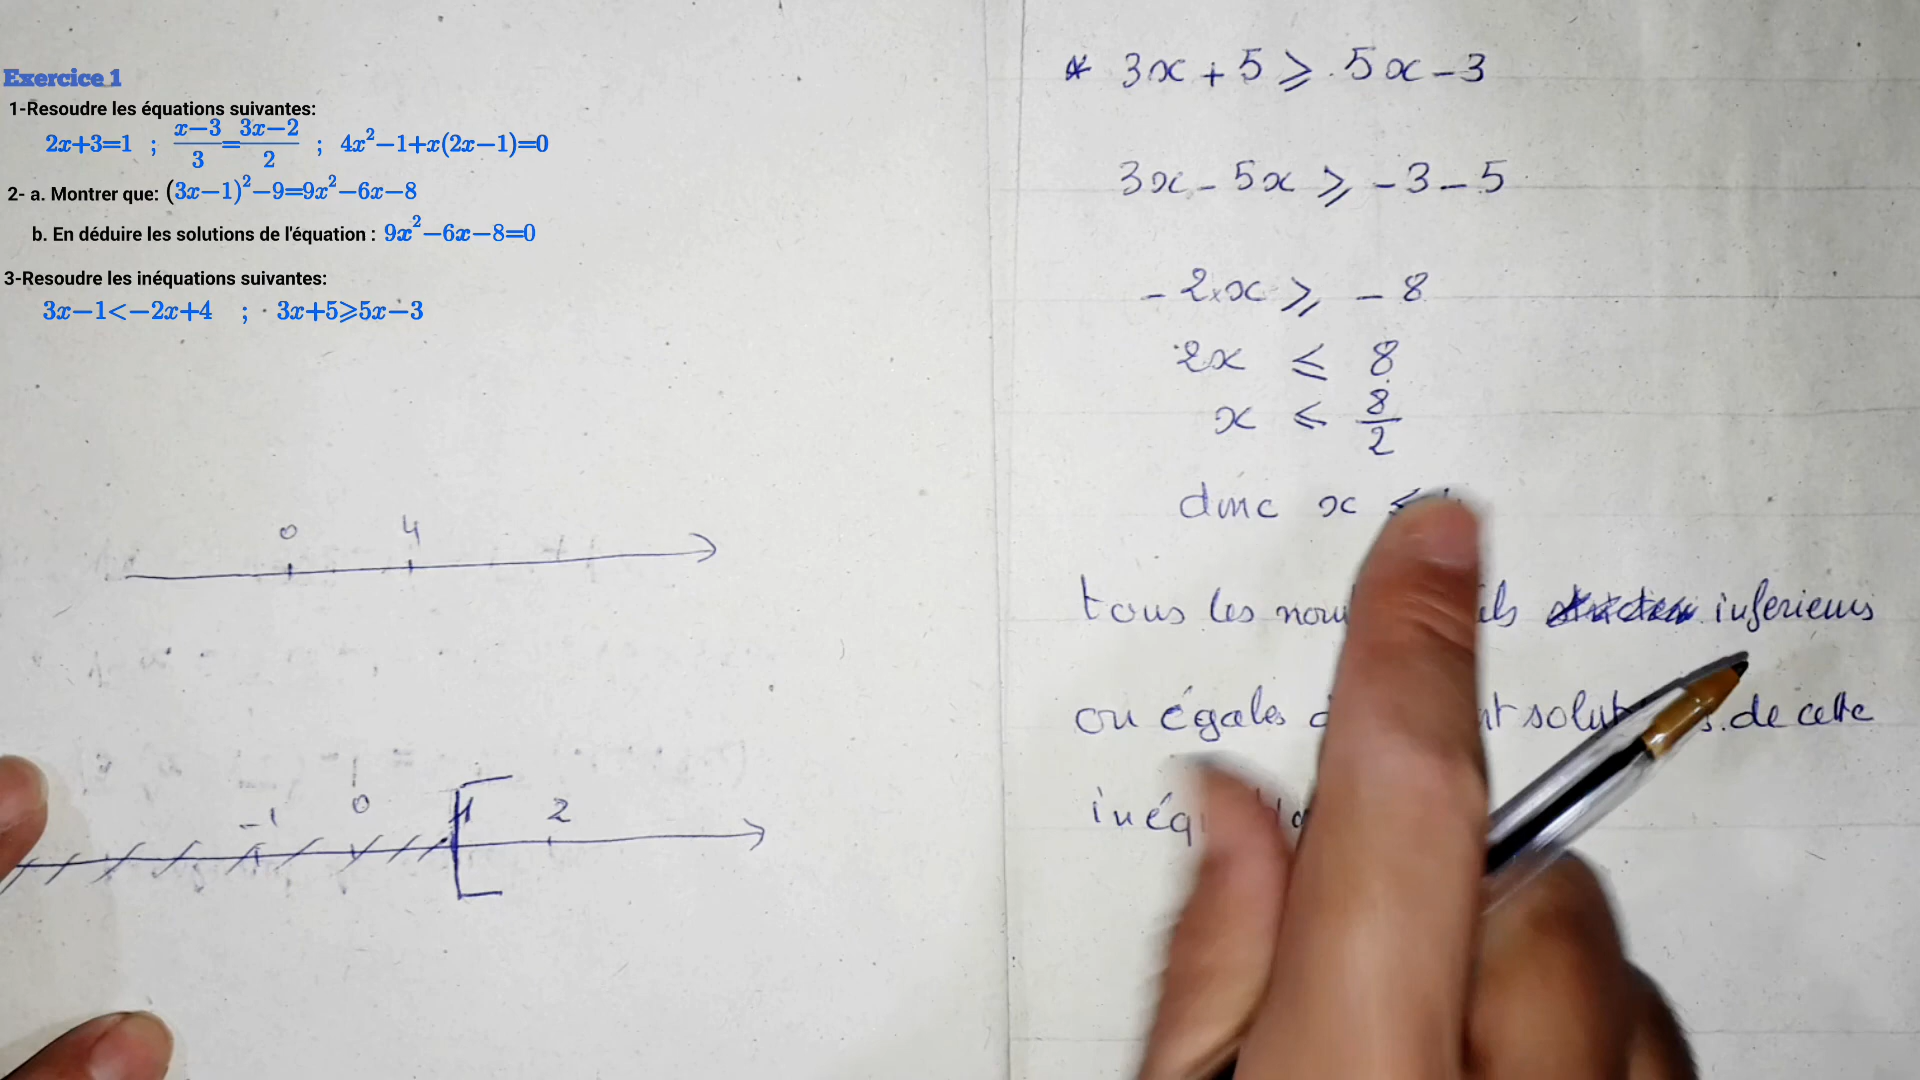 Exercice 1
1-Resoudre les équations suivantes:
2x+3=1 ; \frac{x-3}{3}=\frac{3x-2}{2} ; 4x²-1+x(2x-1)=0
2- a. Montrer que: (3x-1)²-9=9x²-6x-8
b. En déduire les solutions de l'équation : 9x²-6x-8=0
3-Resoudre les inéquations suivantes:
3x-1<-2x+4 ; 3x+5⩾5x-3
0 4
-1 0 1 2
* 3x+5⩾5x-3
3x-5x⩾-3-5
-2x⩾-8
2x ⩽ 8
x ⩽ \frac{8}{2}
donc x ⩽
tous les inferieurs
ou égales de cette